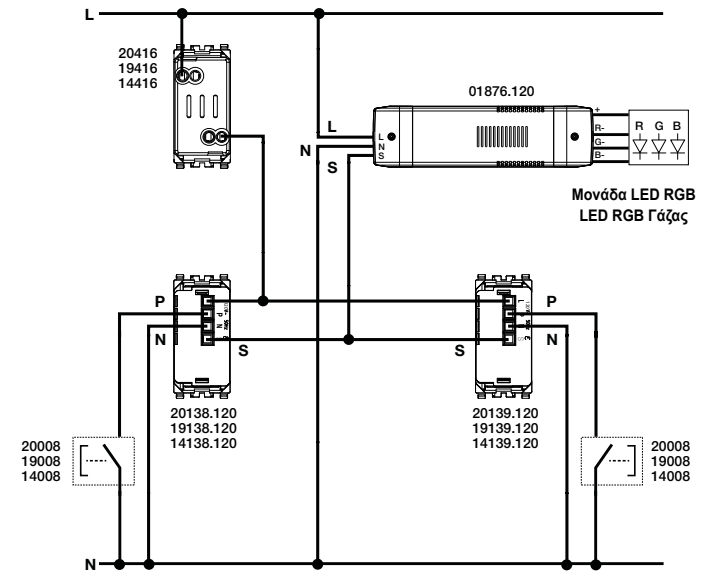 L
20416
19416
14416
01876.120
L
N
S
L
N
S
+
R-
G-
B-
R G B
Μονάδα LED RGB
LED RGB Γάζας
P
N
S
L
P
N
P
N
S
P
N
20138.120
19138.120
14138.120
20139.120
19139.120
14139.120
20008
19008
14008
20008
19008
14008
N